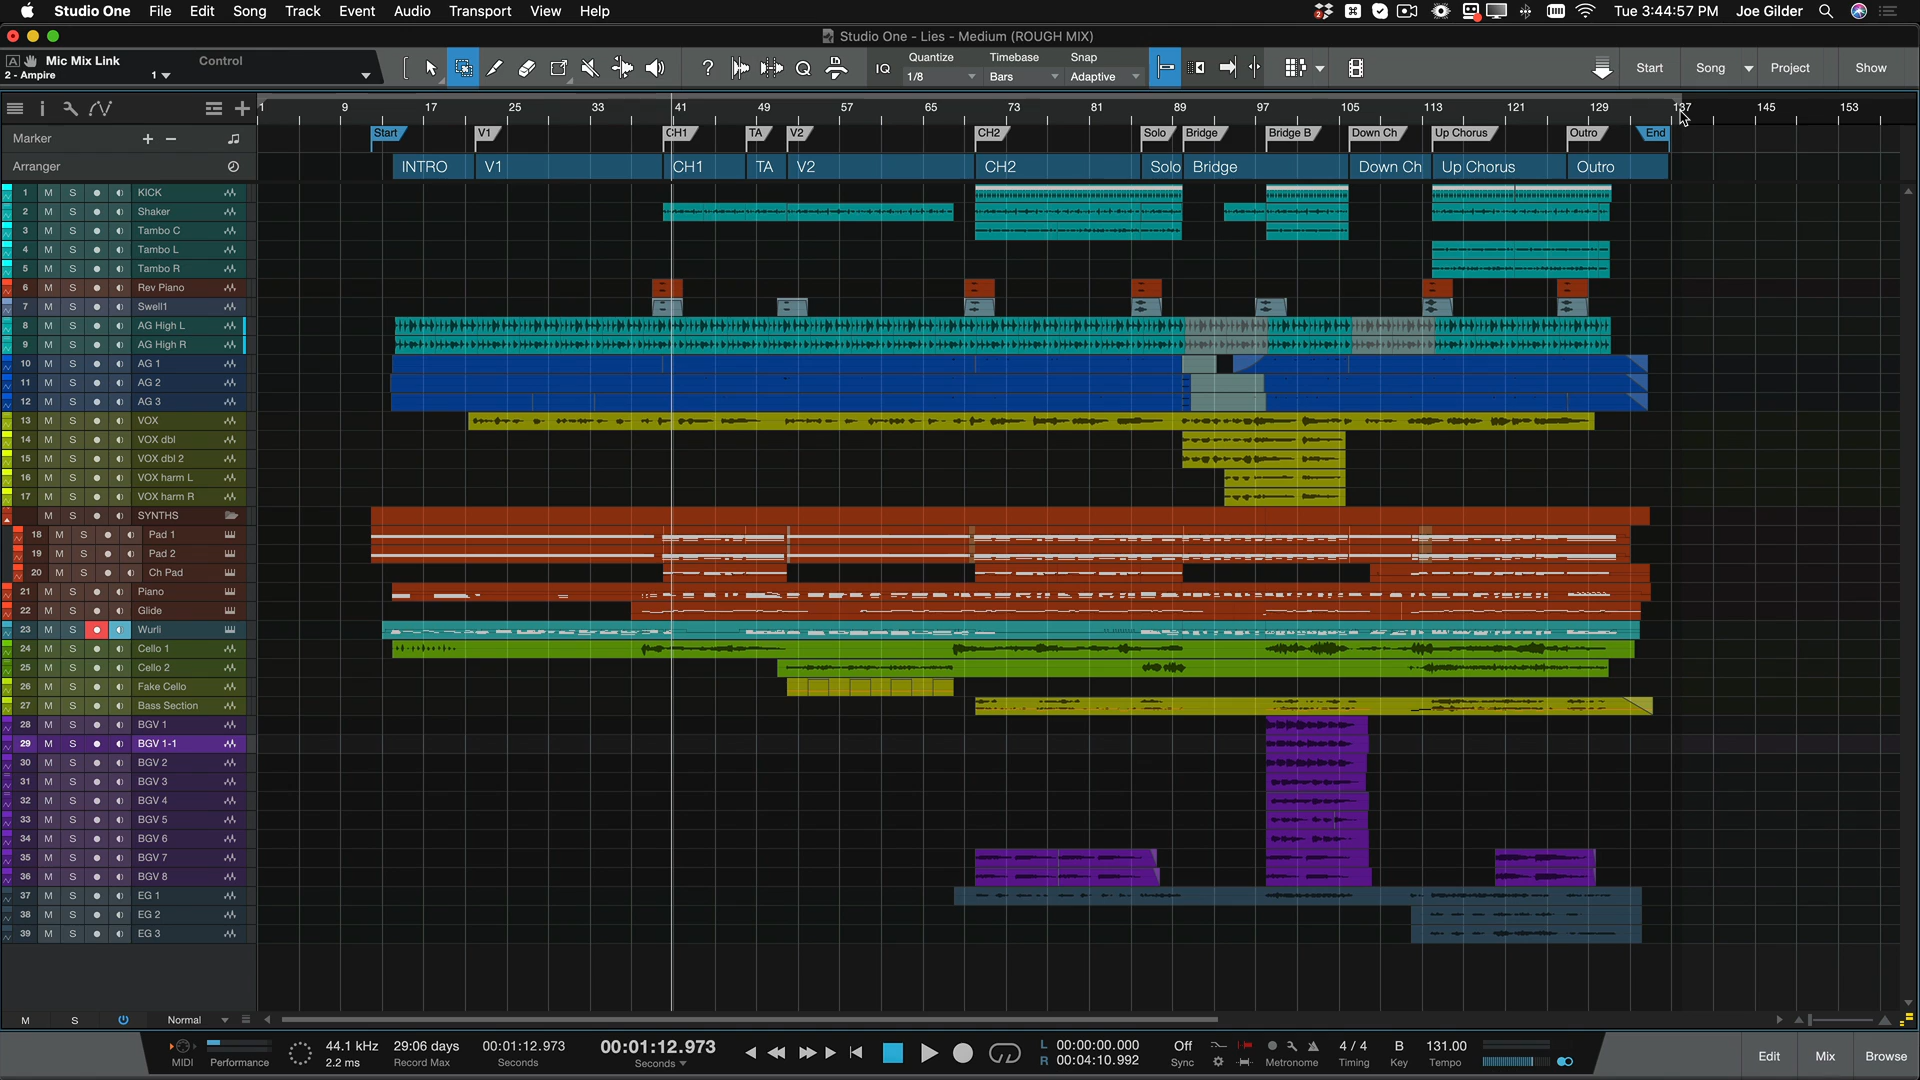 Studio One File Edit Song Track Event Audio Transport View Help
Tue 3:44:57 PM Joe Gilder
Studio One - Lies - Medium (ROUGH MIX)
A Mic Mix Link Control
2 - Ampire 1
IQ Quantize Timebase Snap
1/8 Bars Adaptive
Start Song Project Show
1 9 17 25 33 41 49 57 65 73 81 89 97 105 113 121 129 137 145 153
Marker + −
Start V1 CH1 TA V2 CH2 Solo Bridge Bridge B Down Ch Up Chorus Outro End
Arranger
INTRO V1 CH1 TA V2 CH2 Solo Bridge Down Ch Up Chorus Outro
1 M S KICK
2 M S Shaker
3 M S Tambo C
4 M S Tambo L
5 M S Tambo R
6 M S Rev Piano
7 M S Swell1
8 M S AG High L
9 M S AG High R
10 M S AG 1
11 M S AG 2
12 M S AG 3
13 M S VOX
14 M S VOX dbl
15 M S VOX dbl 2
16 M S VOX harm L
17 M S VOX harm R
M S SYNTHS
18 M S Pad 1
19 M S Pad 2
20 M S Ch Pad
21 M S Piano
22 M S Glide
23 M S Wurli
24 M S Cello 1
25 M S Cello 2
26 M S Fake Cello
27 M S Bass Section
28 M S BGV 1
29 M S BGV 1-1
30 M S BGV 2
31 M S BGV 3
32 M S BGV 4
33 M S BGV 5
34 M S BGV 6
35 M S BGV 7
36 M S BGV 8
37 M S EG 1
38 M S EG 2
39 M S EG 3
M S Normal
MIDI Performance
44.1 kHz
2.2 ms
29:06 days
Record Max
00:01:12.973
Seconds
00:01:12.973
Seconds
L 00:00:00.000
R 00:04:10.992
Off
Sync
Metronome
4 / 4
Timing
B
Key
131.00
Tempo
Edit Mix Browse